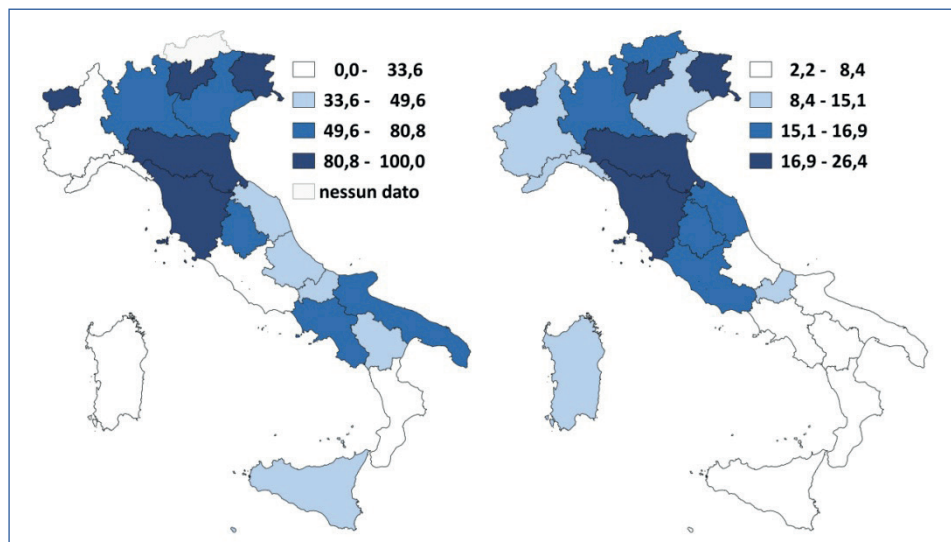 0,0 - 33,6
33,6 - 49,6
49,6 - 80,8
80,8 - 100,0
nessun dato
2,2 - 8,4
8,4 - 15,1
15,1 - 16,9
16,9 - 26,4